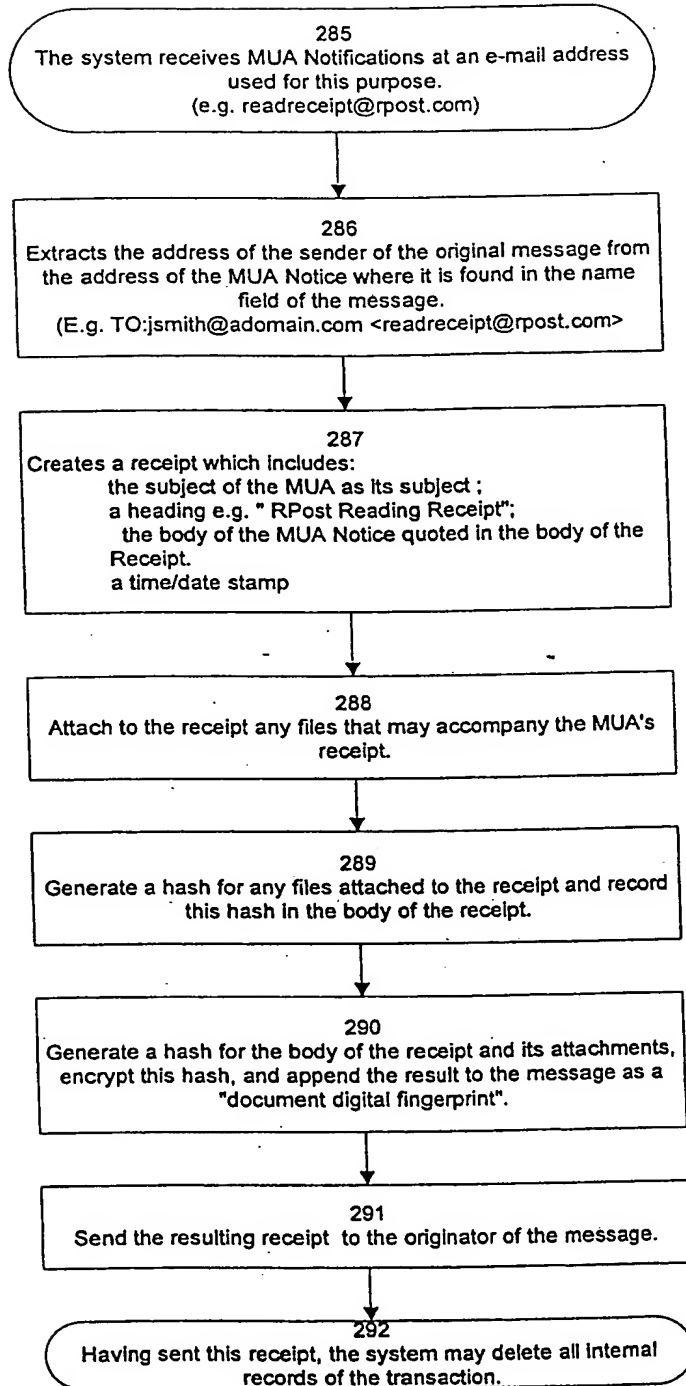 285
The system receives MUA Notifications at an e-mail address
used for this purpose.
(e.g. readreceipt@rpost.com)
286
Extracts the address of the sender of the original message from
the address of the MUA Notice where it is found in the name
field of the message.
(E.g. TO:jsmith@adomain.com <readreceipt@rpost.com>
287
Creates a receipt which includes:
the subject of the MUA as its subject ;
a heading e.g. " RPost Reading Receipt";
the body of the MUA Notice quoted in the body of the
Receipt.
a time/date stamp
288
Attach to the receipt any files that may accompany the MUA's
receipt.
289
Generate a hash for any files attached to the receipt and record
this hash in the body of the receipt.
290
Generate a hash for the body of the receipt and its attachments,
encrypt this hash, and append the result to the message as a
"document digital fingerprint".
291
Send the resulting receipt to the originator of the message.
292
Having sent this receipt, the system may delete all internal
records of the transaction.